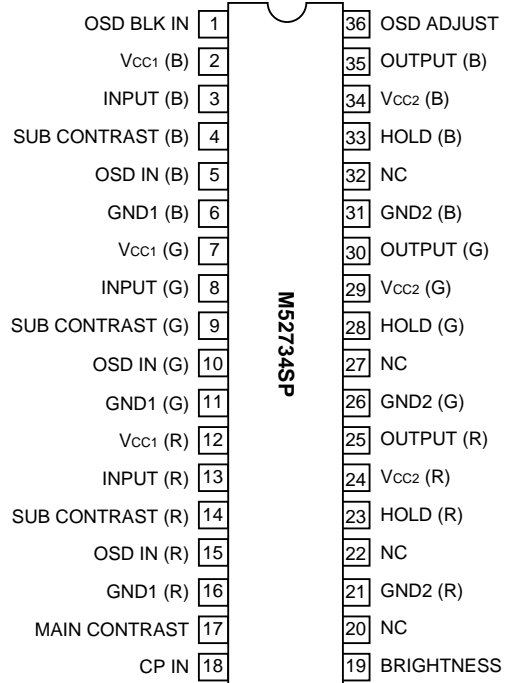 OSD BLK IN 1 36 OSD ADJUST
VCC1 (B) 2 35 OUTPUT (B)
INPUT (B) 3 34 VCC2 (B)
SUB CONTRAST (B) 4 33 HOLD (B)
OSD IN (B) 5 32 NC
GND1 (B) 6 31 GND2 (B)
VCC1 (G) 7 30 OUTPUT (G)
INPUT (G) 8 29 VCC2 (G)
SUB CONTRAST (G) 9 28 HOLD (G)
OSD IN (G) 10 27 NC
GND1 (G) 11 26 GND2 (G)
VCC1 (R) 12 25 OUTPUT (R)
INPUT (R) 13 24 VCC2 (R)
SUB CONTRAST (R) 14 23 HOLD (R)
OSD IN (R) 15 22 NC
GND1 (R) 16 21 GND2 (R)
MAIN CONTRAST 17 20 NC
CP IN 18 19 BRIGHTNESS
M52734SP